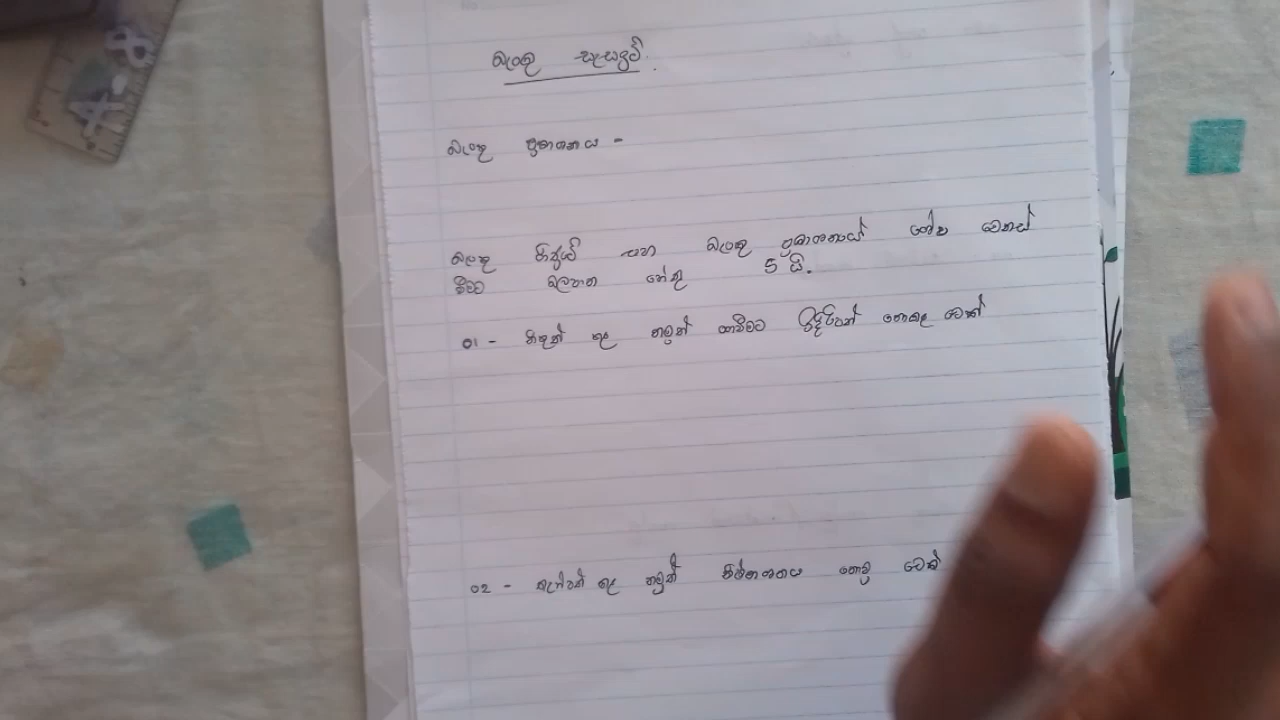 බැංකු සැසඳුම්.
බැංකු ප්‍රකාශනය -
බැංකු තීරුව සහ බැංකු ප්‍රකාශනයේ ශේෂ වෙනස්
වීමට බලපාන හේතු 5 යි.
01 - නිකුත් කළ නමුත් ගෙවීමට ඉදිරිපත් නොකළ චෙක්
02 - තැන්පත් කළ නමුත් නිශ්කාශනය නොවූ චෙක්
A-8